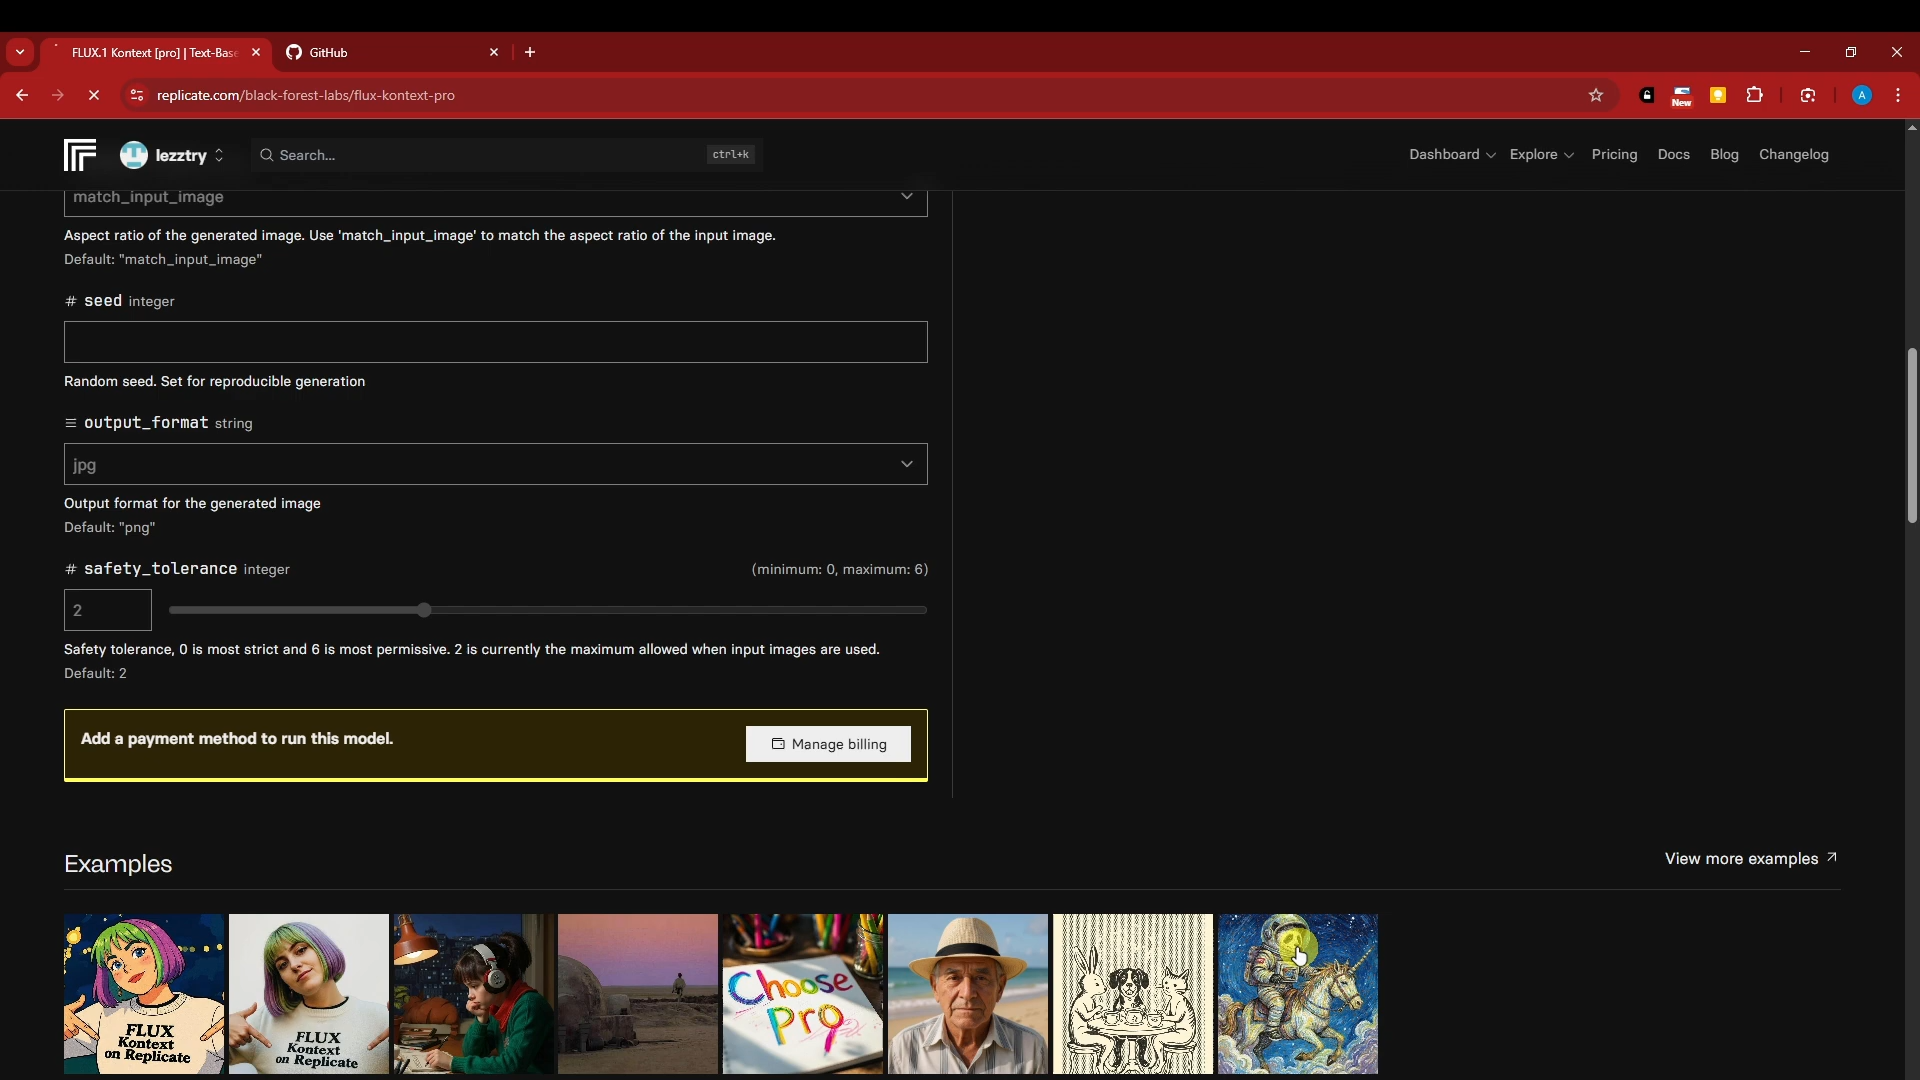 FLUX.1 Kontext [pro] | Text-Base
GitHub
replicate.com/black-forest-labs/flux-kontext-pro
New
A
lezztry
Search...
ctrl+k
Dashboard
Explore
Pricing
Docs
Blog
Changelog
match_input_image
Aspect ratio of the generated image. Use 'match_input_image' to match the aspect ratio of the input image.
Default: "match_input_image"
# seed integer
Random seed. Set for reproducible generation
output_format string
jpg
Output format for the generated image
Default: "png"
# safety_tolerance integer
(minimum: 0, maximum: 6)
2
Safety tolerance, 0 is most strict and 6 is most permissive. 2 is currently the maximum allowed when input images are used.
Default: 2
Add a payment method to run this model.
Manage billing
Examples
View more examples
FLUX
Kontext
on Replicate
FLUX
Kontext
on Replicate
Choose
Pro